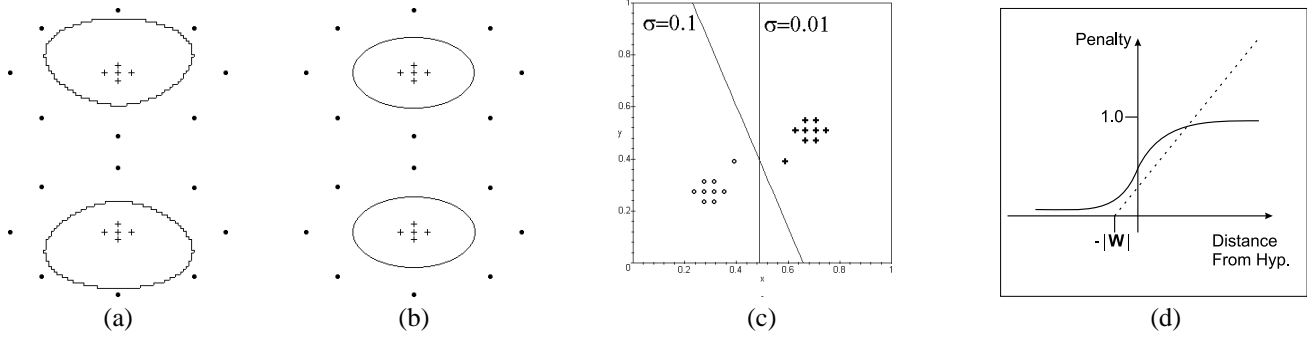 σ=0.1
σ=0.01
1
0.8
0.6
y
0.4
0.2
0
0.2
0.4
0.6
0.8
1
x
Penalty
1.0
- |W|
Distance
From Hyp.
(a)
(b)
(c)
(d)